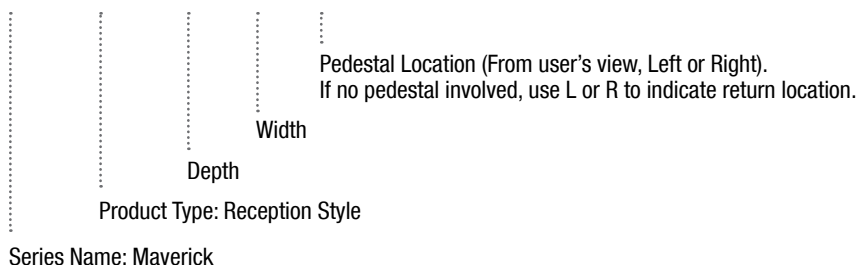 Pedestal Location (From user's view, Left or Right).
If no pedestal involved, use L or R to indicate return location.
Width
Depth
Product Type: Reception Style
Series Name: Maverick